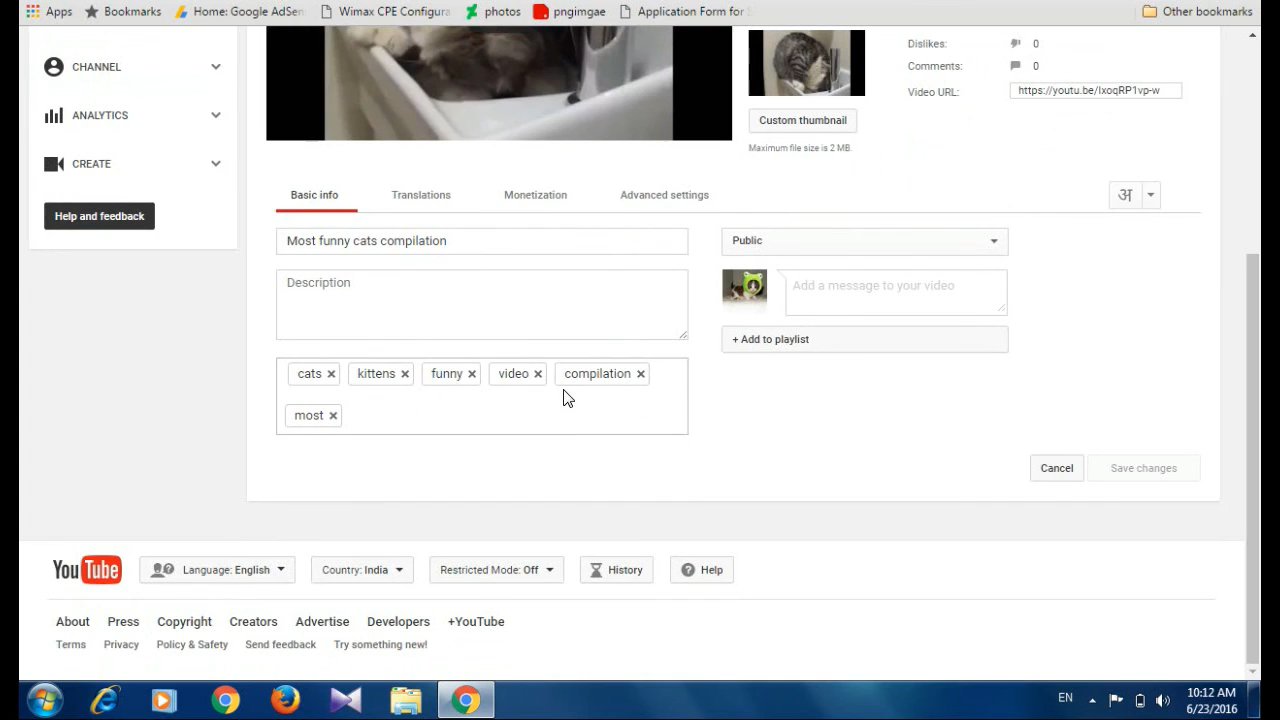 Apps Bookmarks Home: Google AdSen Wimax CPE Configura photos pngimgae Application Form for S Other bookmarks
CHANNEL
ANALYTICS
CREATE
Help and feedback
Dislikes: 0
Comments: 0
Video URL: https://youtu.be/lxoqRP1vp-w
Custom thumbnail
Maximum file size is 2 MB.
Basic info Translations Monetization Advanced settings अ
Most funny cats compilation
Public
Description
Add a message to your video
+ Add to playlist
cats × kittens × funny × video × compilation ×
most ×
Cancel Save changes
YouTube Language: English Country: India Restricted Mode: Off History Help
About Press Copyright Creators Advertise Developers +YouTube
Terms Privacy Policy & Safety Send feedback Try something new!
EN 10:12 AM
6/23/2016